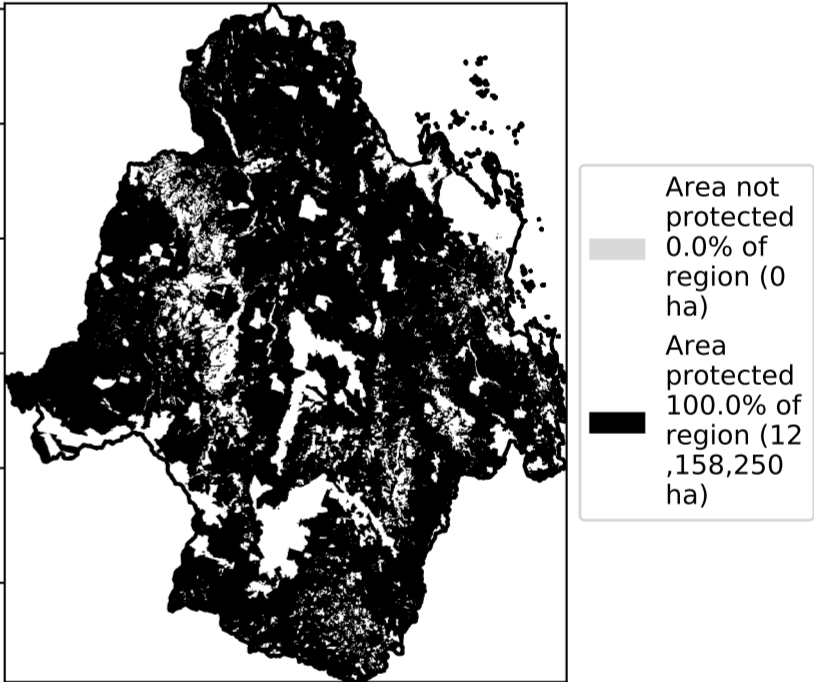 Area not
protected
0.0% of
region (0
ha)
Area
protected
100.0% of
region (12
,158,250
ha)